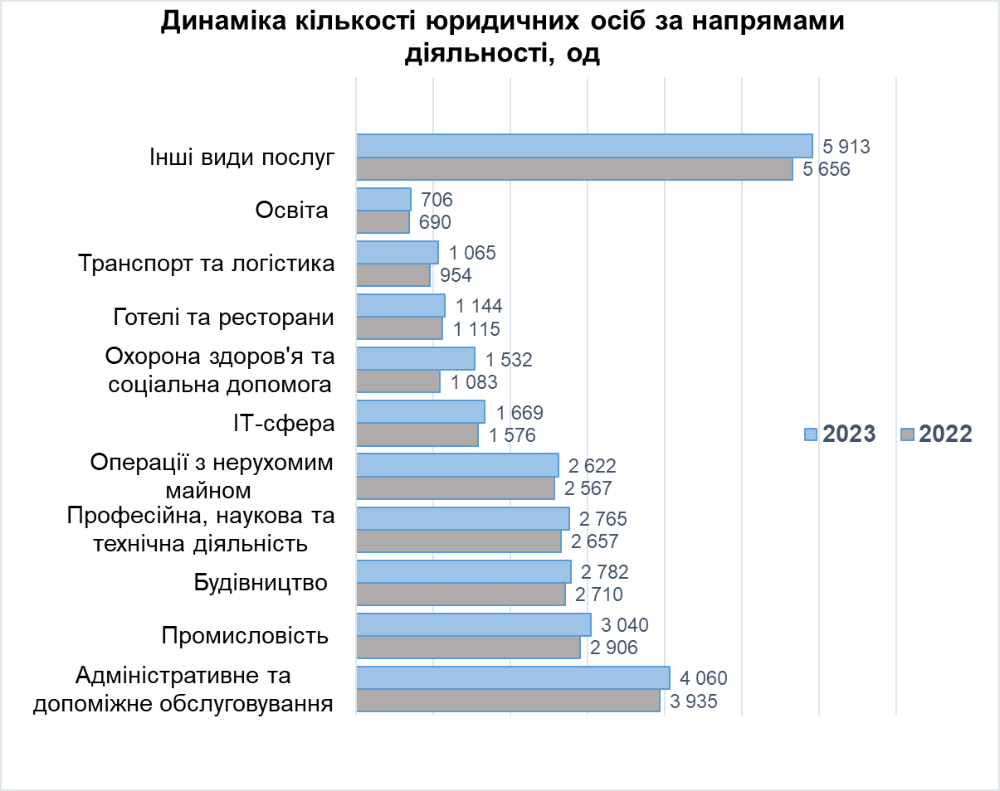 Динаміка кількості юридичних осіб за напрямами
діяльності, од
Інші види послуг
5 913
5 656
Освіта
706
690
Транспорт та логістика
1 065
954
Готелі та ресторани
1 144
1 115
Охорона здоров'я та
соціальна допомога
1 532
1 083
ІТ-сфера
1 669
1 576
Операції з нерухомим
майном
2 622
2 567
Професійна, наукова та
технічна діяльність
2 765
2 657
Будівництво
2 782
2 710
Промисловість
3 040
2 906
Адміністративне та
допоміжне обслуговування
4 060
3 935
2023 2022